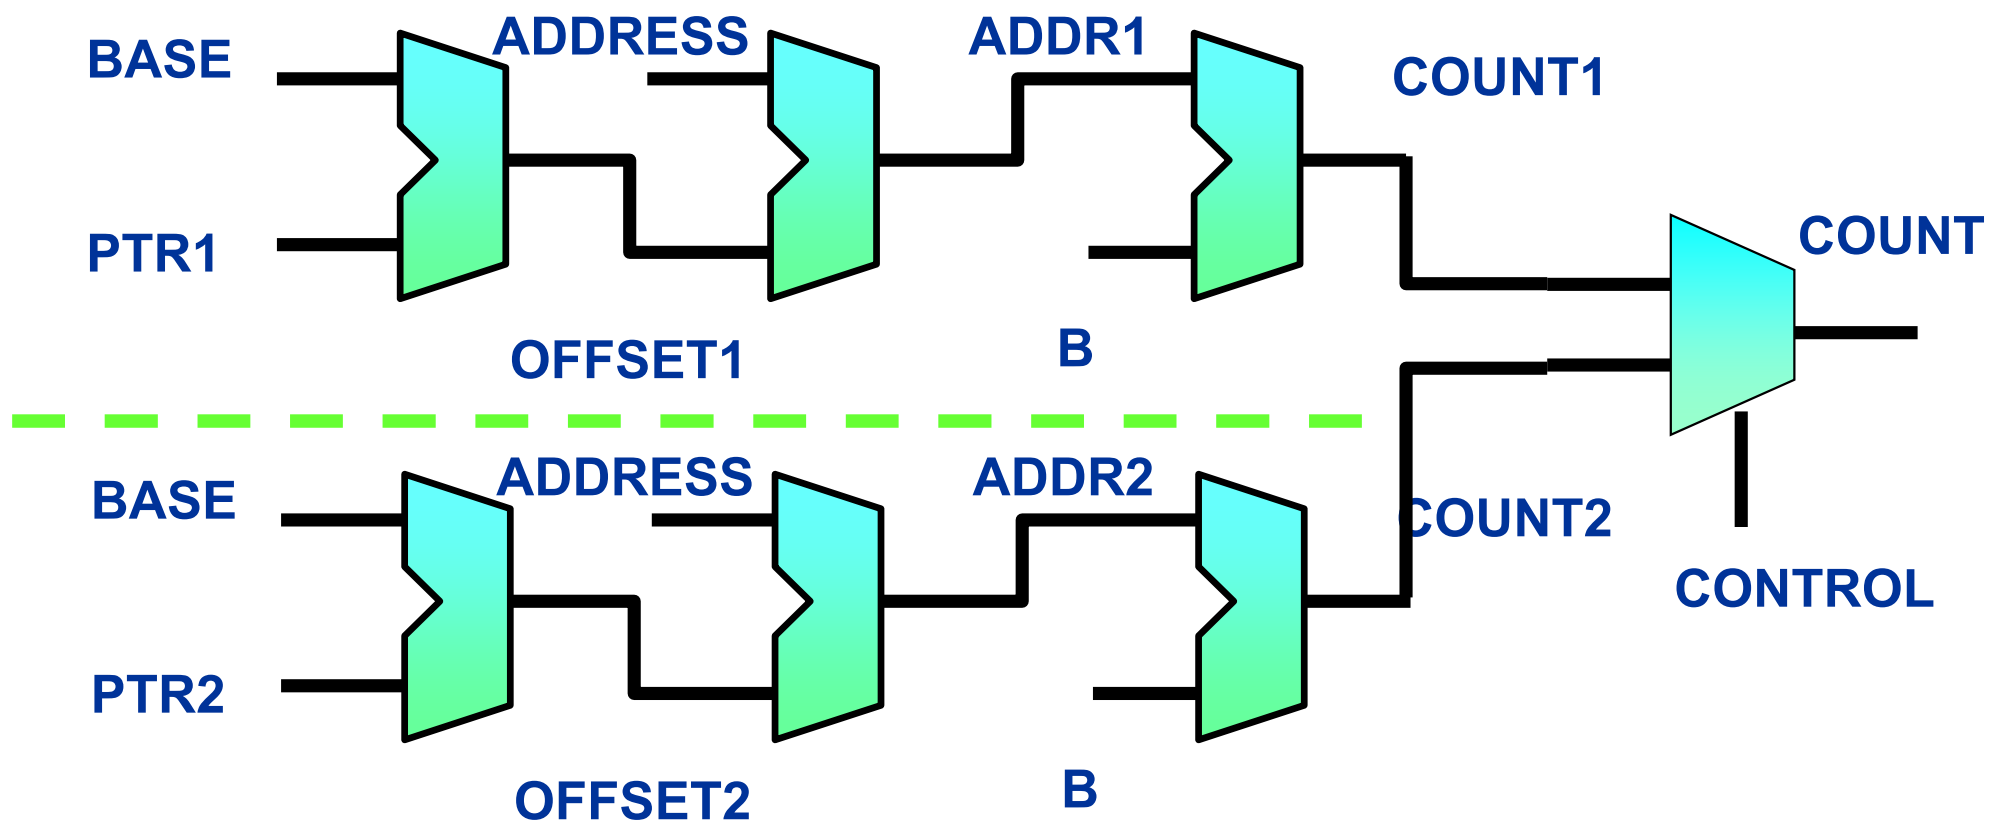 ADDRESS
ADDR1
BASE
COUNT1
PTR1
COUNT
OFFSET1
B
ADDRESS
ADDR2
BASE
COUNT2
CONTROL
PTR2
OFFSET2
B